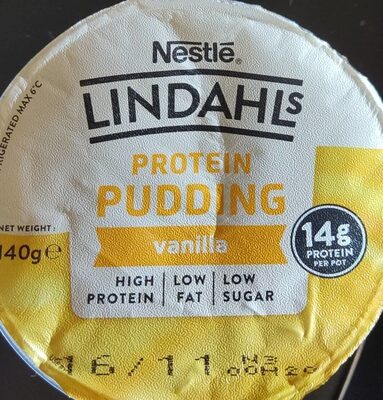 Nestlé®
LINDAHLS
RIGERATED MAX 6°C
PROTEIN
PUDDING
vanilla
NET WEIGHT:
140g ℮
14g
PROTEIN
PER POT
HIGH PROTEIN | LOW FAT | LOW SUGAR
16/11